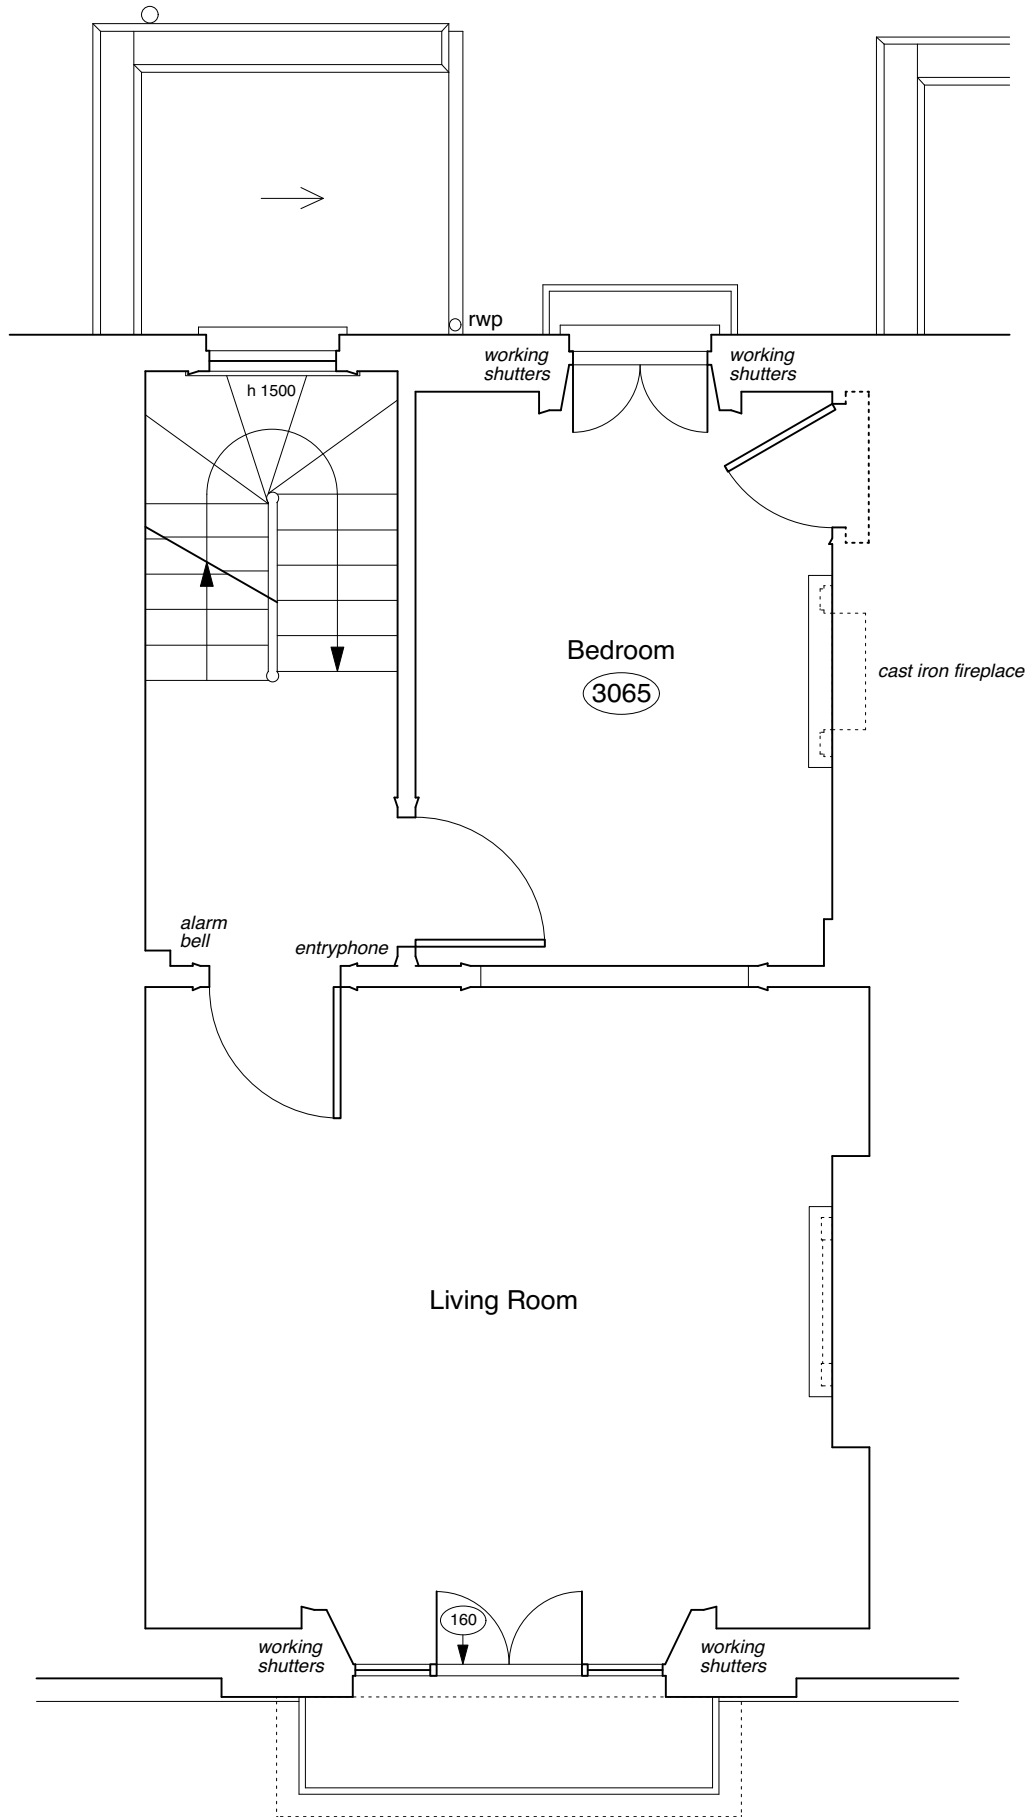 rwp
working
shutters
working
shutters
h 1500
Bedroom
3065
cast iron fireplace
alarm
bell
entryphone
Living Room
160
working
shutters
working
shutters